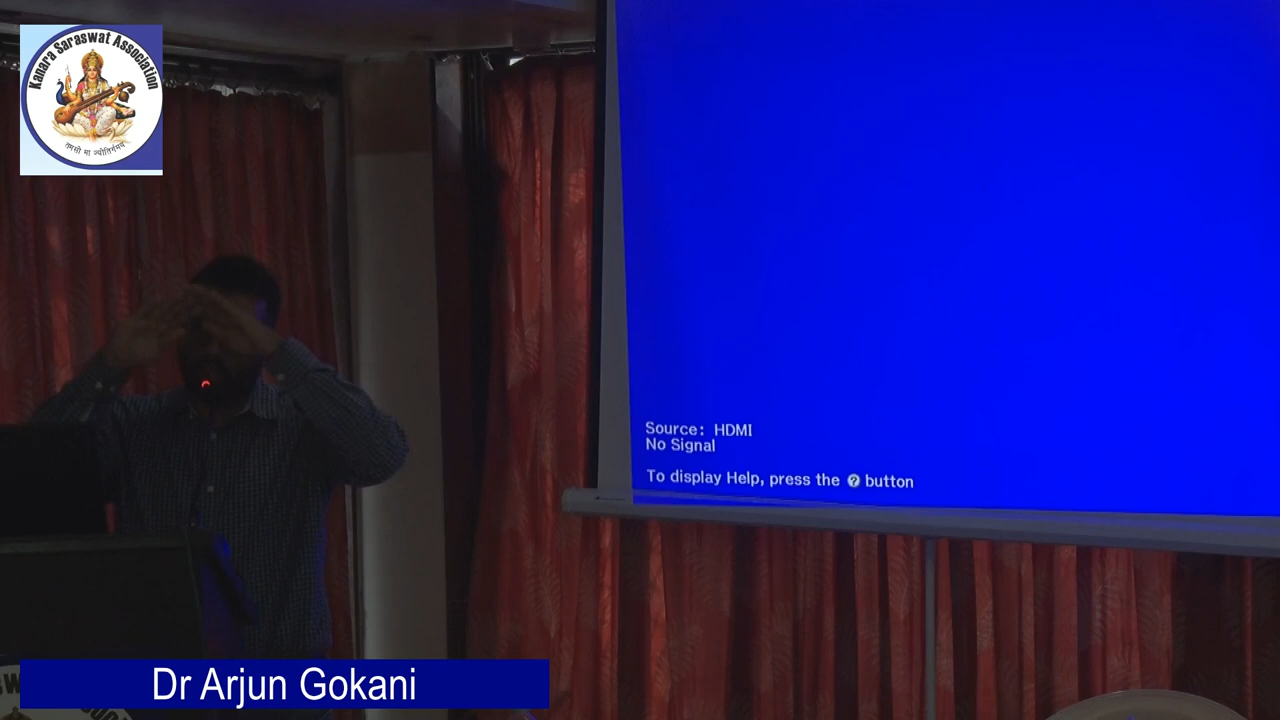 Kanara Saraswat Association
तमसो मा ज्योतिर्गमय
Source: HDMI
No Signal
To display Help, press the ? button
Dr Arjun Gokani